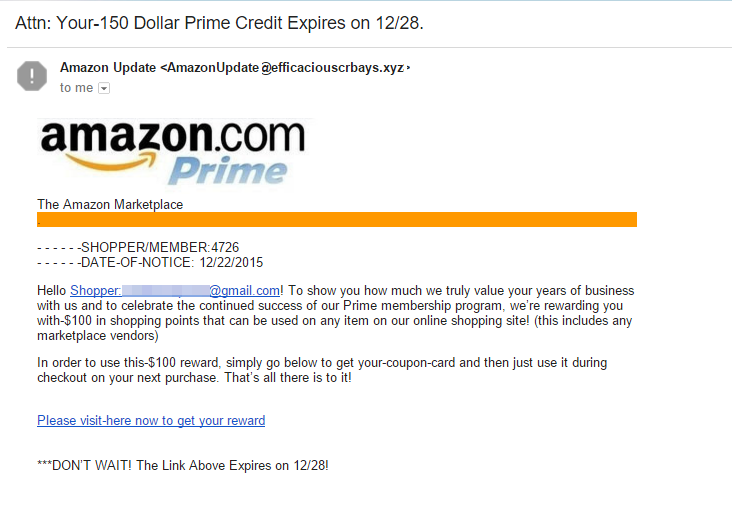 Attn: Your-150 Dollar Prime Credit Expires on 12/28.
Amazon Update <AmazonUpdate@efficaciouscrbays.xyz>
to me
amazon.com
Prime
The Amazon Marketplace
- - - - - -SHOPPER/MEMBER:4726
- - - - - -DATE-OF-NOTICE: 12/22/2015
Hello Shopper: @gmail.com! To show you how much we truly value your years of business
with us and to celebrate the continued success of our Prime membership program, we're rewarding you
with-$100 in shopping points that can be used on any item on our online shopping site! (this includes any
marketplace vendors)
In order to use this-$100 reward, simply go below to get your-coupon-card and then just use it during
checkout on your next purchase. That's all there is to it!
Please visit-here now to get your reward
***DON'T WAIT! The Link Above Expires on 12/28!